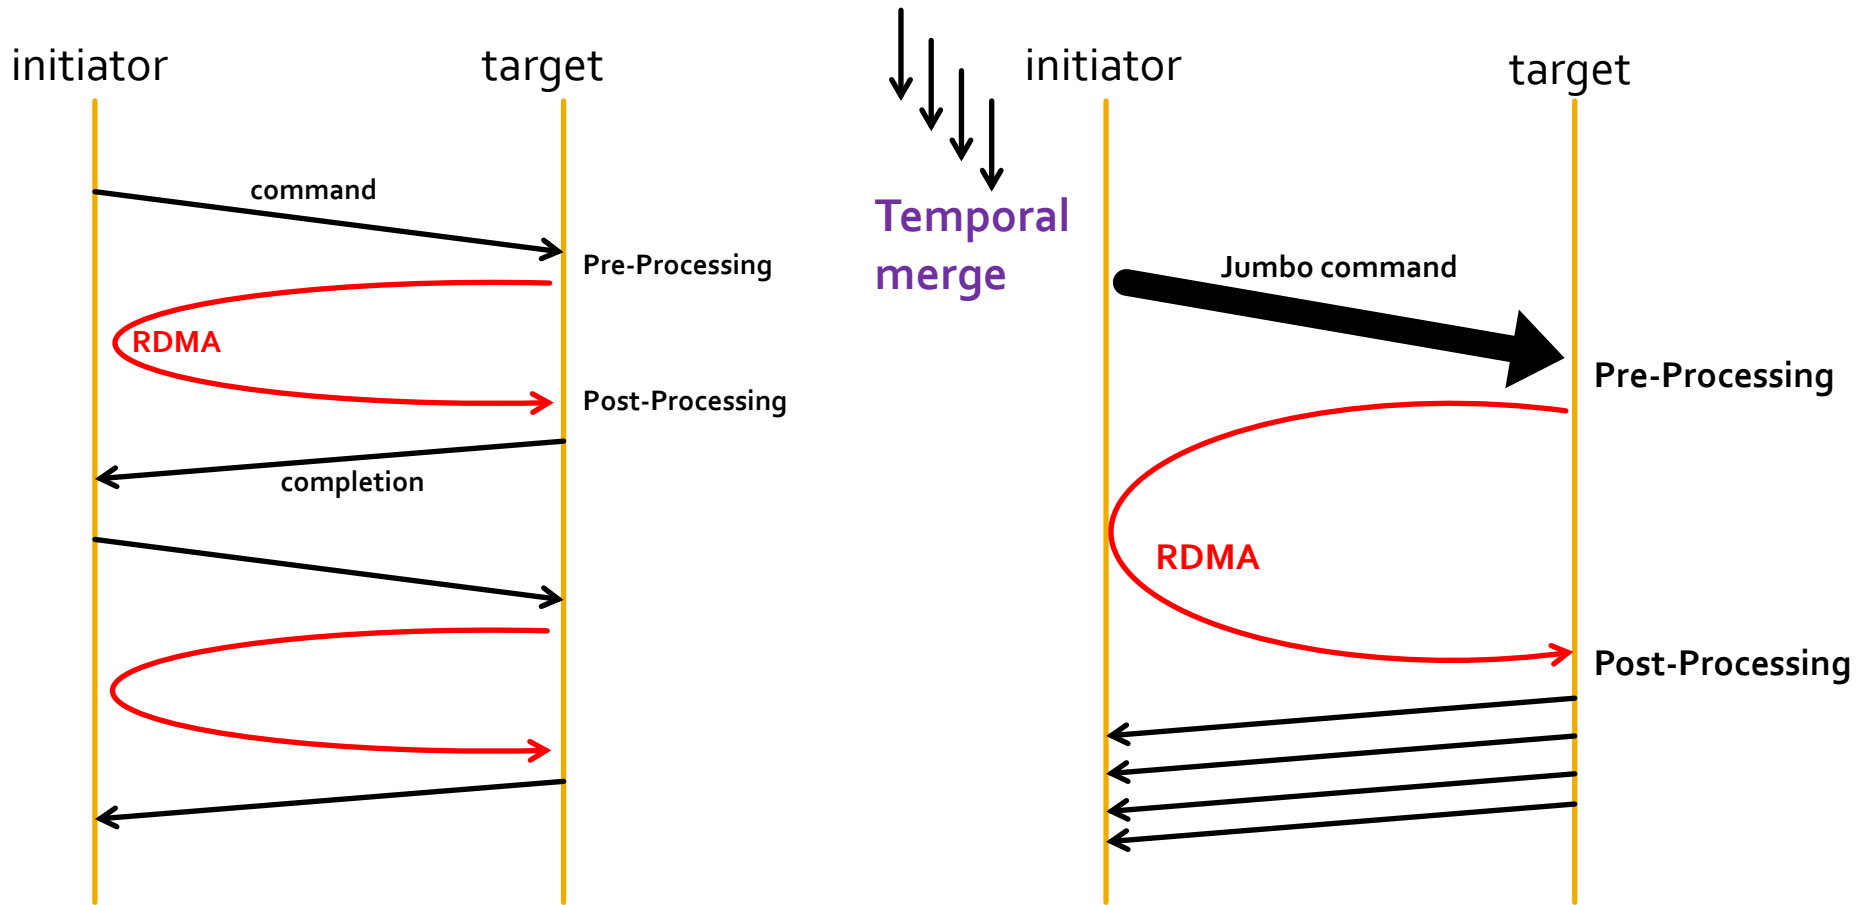 initiator
target
command
Pre-Processing
RDMA
Post-Processing
completion
initiator
target
Temporal
merge
Jumbo command
Pre-Processing
RDMA
Post-Processing